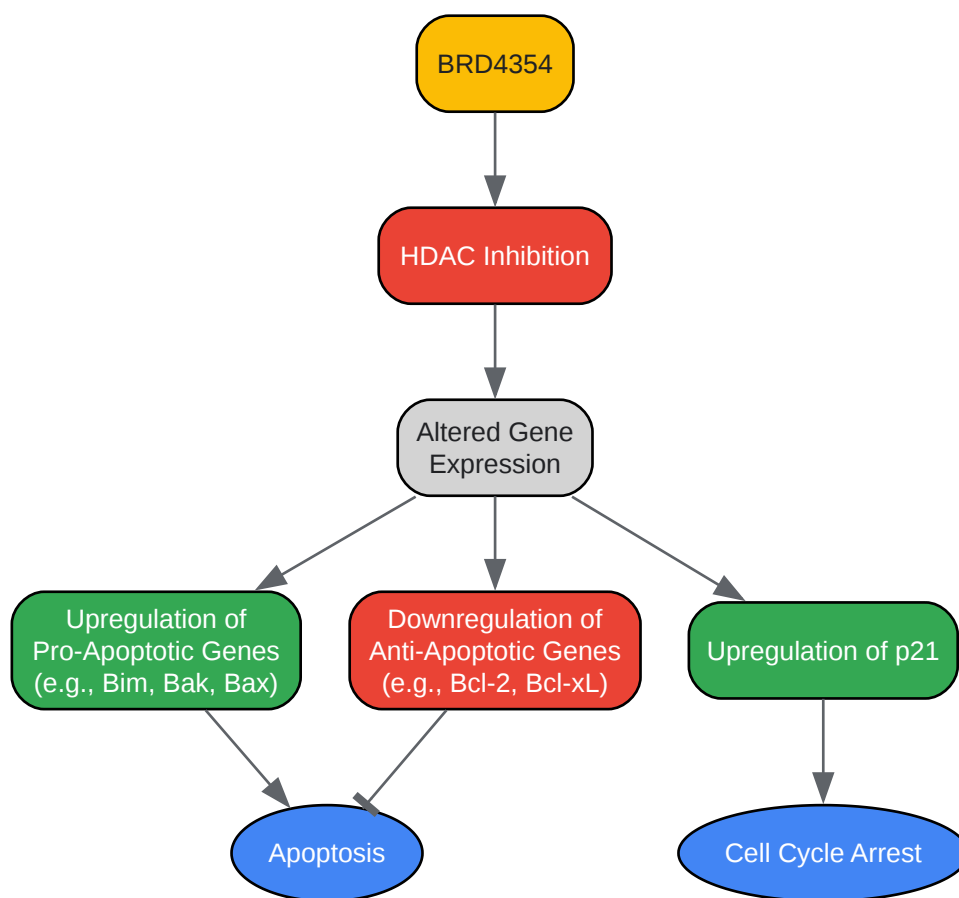 BRD4354
HDAC Inhibition
Altered Gene
Expression
Upregulation of
Pro-Apoptotic Genes
(e.g., Bim, Bak, Bax)
Downregulation of
Anti-Apoptotic Genes
(e.g., Bcl-2, Bcl-xL)
Upregulation of p21
Apoptosis
Cell Cycle Arrest